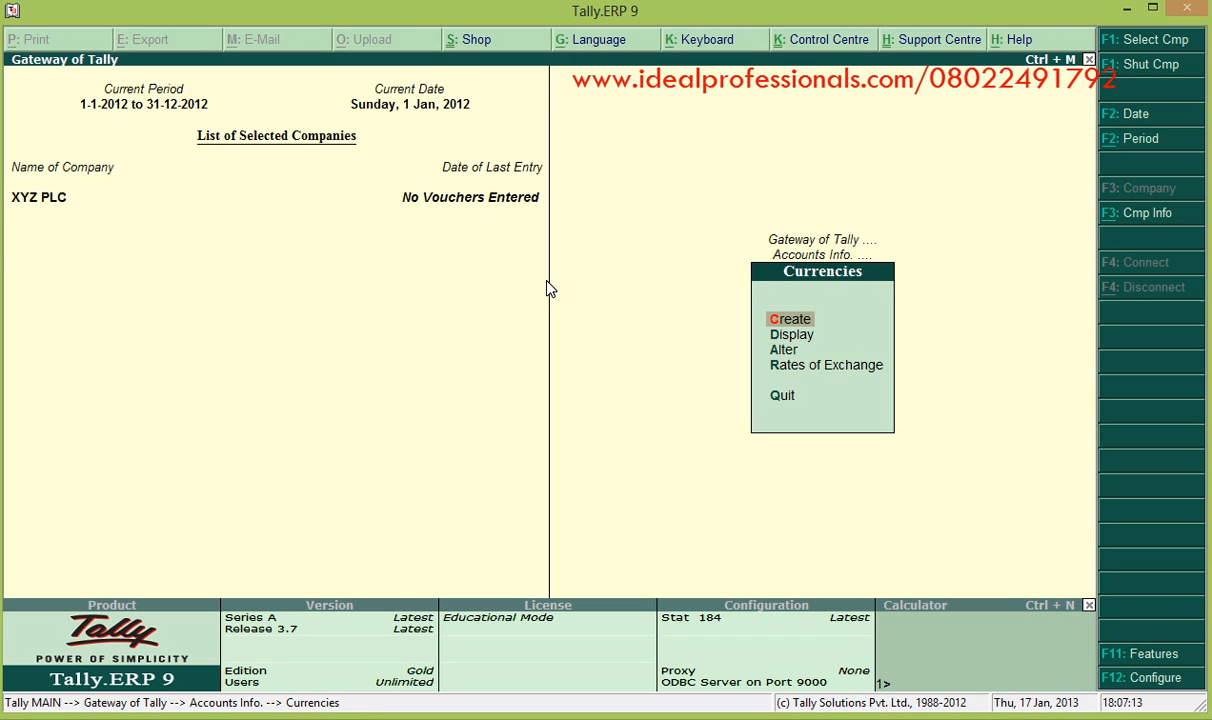 Tally.ERP 9
P: Print
E: Export
M: E-Mail
O: Upload
S: Shop
G: Language
K: Keyboard
K: Control Centre
H: Support Centre
H: Help
Gateway of Tally
Ctrl + M
www.idealprofessionals.com/08022491792
Current Period
1-1-2012 to 31-12-2012
Current Date
Sunday, 1 Jan, 2012
List of Selected Companies
Name of Company
Date of Last Entry
XYZ PLC
No Vouchers Entered
Gateway of Tally ....
Accounts Info. ....
Currencies
Create
Display
Alter
Rates of Exchange
Quit
F1: Select Cmp
F1: Shut Cmp
F2: Date
F2: Period
F3: Company
F3: Cmp Info
F4: Connect
F4: Disconnect
F11: Features
F12: Configure
Product
Tally
POWER OF SIMPLICITY
Tally.ERP 9
Version
Series A Latest
Release 3.7 Latest
Edition Gold
Users Unlimited
License
Educational Mode
Configuration
Stat 184 Latest
Proxy None
ODBC Server on Port 9000
Calculator
Ctrl + N
1>
Tally MAIN --> Gateway of Tally --> Accounts Info. --> Currencies
(c) Tally Solutions Pvt. Ltd., 1988-2012
Thu, 17 Jan, 2013
18:07:13